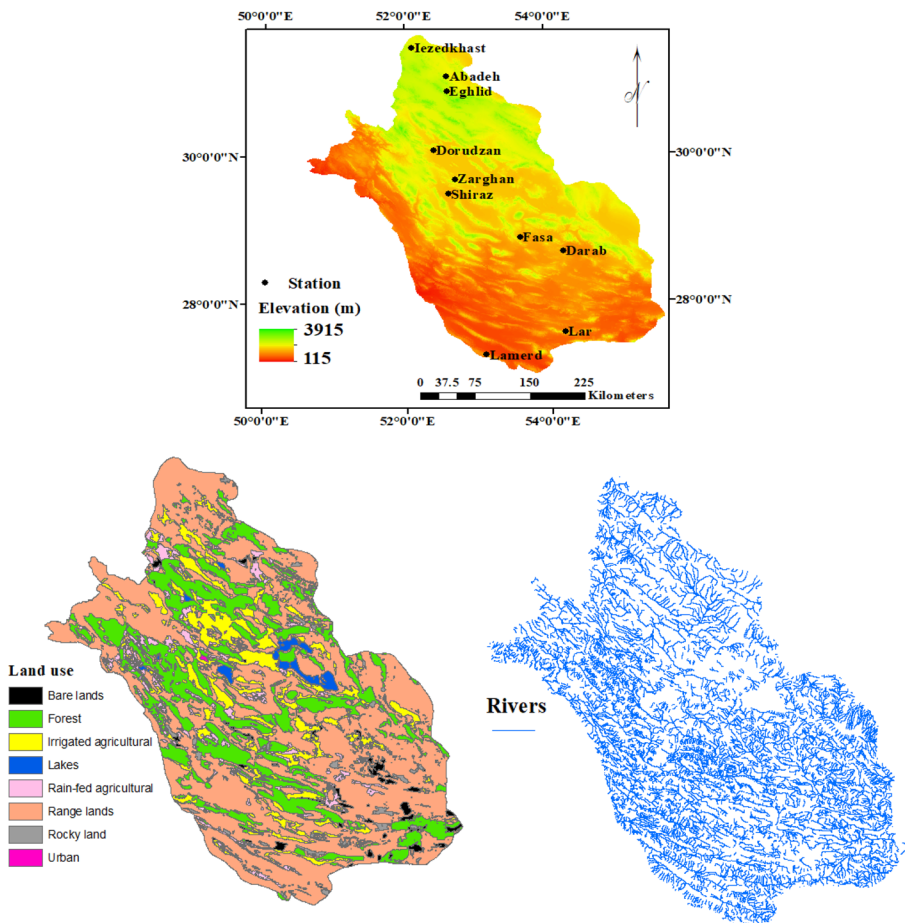 50°0'0"E 52°0'0"E 54°0'0"E
Iezedkhast
Abadeh
Eghlid
N
Dorudzan
30°0'0"N 30°0'0"N
Zarghan
Shiraz
Fasa
Darab
Station
28°0'0"N 28°0'0"N
Elevation (m)
3915
115
Lar
Lamerd
0 37.5 75 150 225
Kilometers
50°0'0"E 52°0'0"E 54°0'0"E
Land use
Bare lands
Forest
Irrigated agricultural
Lakes
Rain-fed agricultural
Range lands
Rocky land
Urban
Rivers